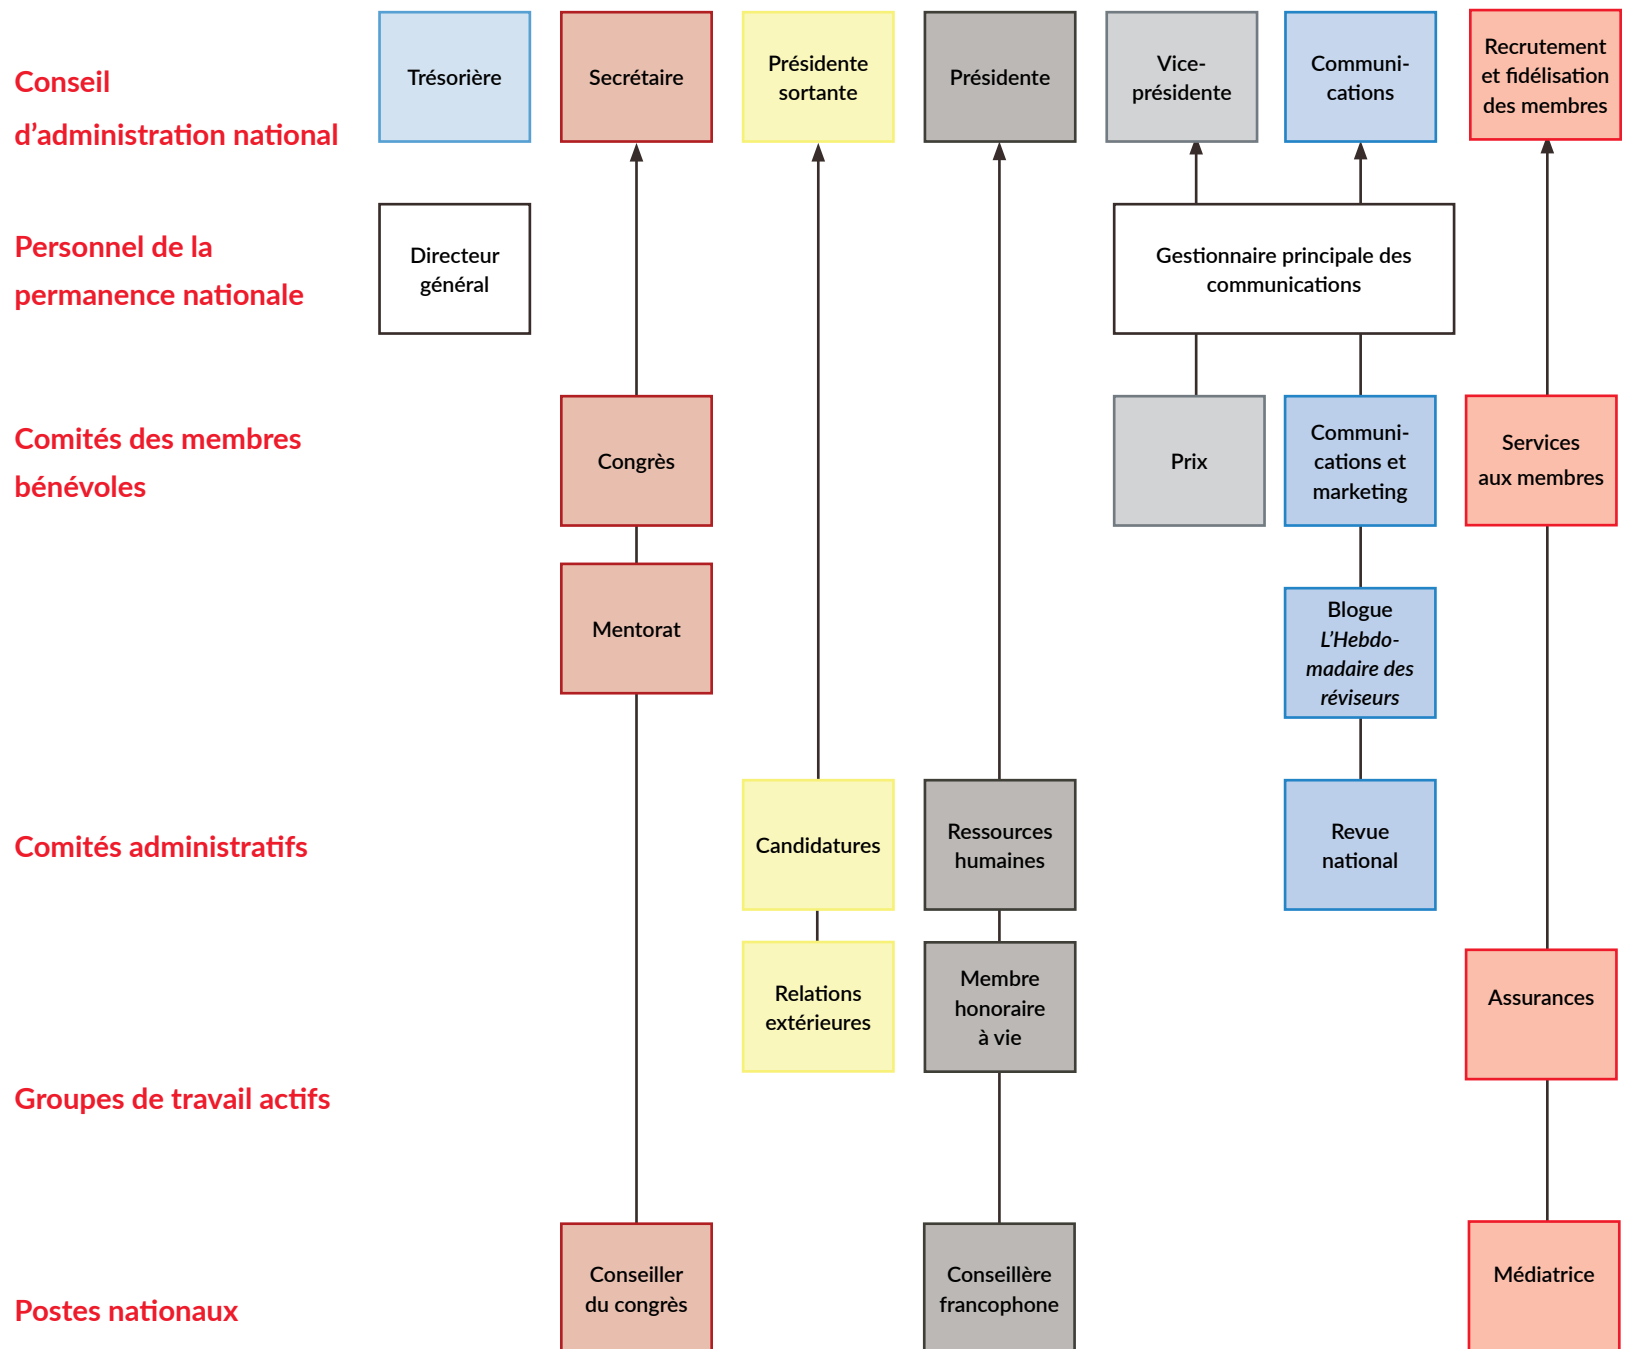 Conseil
d’administration national
Trésorière
Secrétaire
Présidente
sortante
Présidente
Vice-
présidente
Communi-
cations
Recrutement
et fidélisation
des membres
Personnel de la
permanence nationale
Directeur
général
Gestionnaire principale des
communications
Comités des membres
bénévoles
Congrès
Prix
Communi-
cations et
marketing
Services
aux membres
Mentorat
Blogue
L’Hebdo-
madaire des
réviseurs
Comités administratifs
Candidatures
Ressources
humaines
Revue
national
Relations
extérieures
Membre
honoraire
à vie
Assurances
Groupes de travail actifs
Postes nationaux
Conseiller
du congrès
Conseillère
francophone
Médiatrice